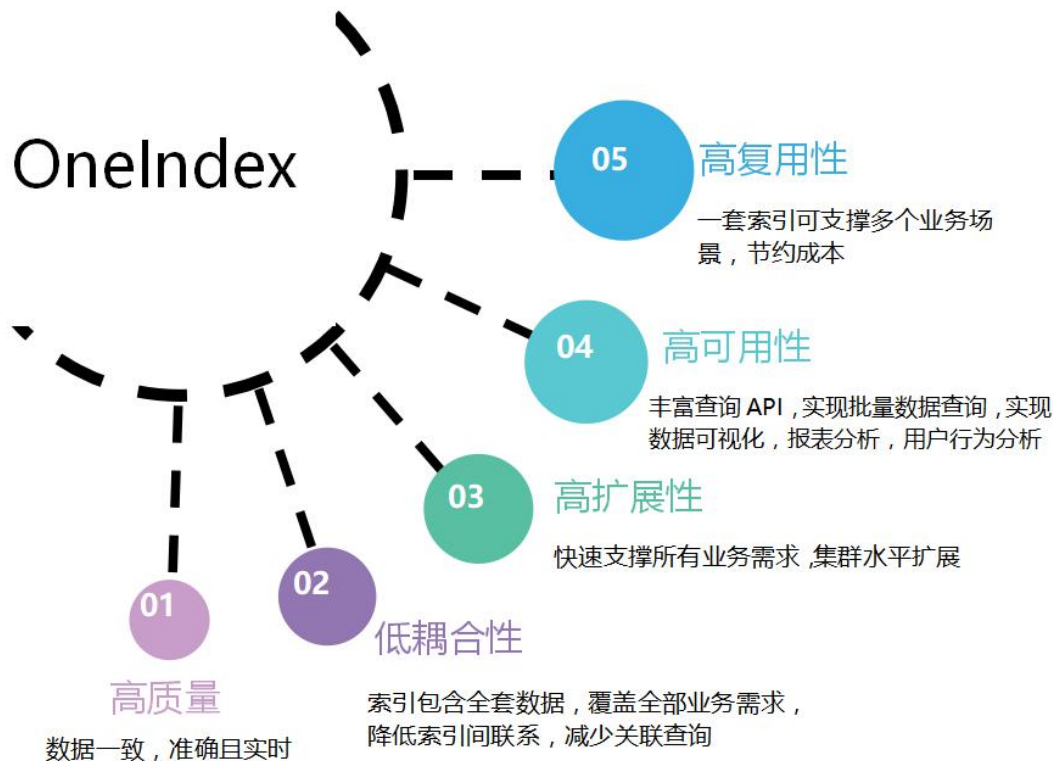 OneIndex
05
高复用性
一套索引可支撑多个业务场
景，节约成本
04
高可用性
丰富查询 API，实现批量数据查询，实现
数据可视化，报表分析，用户行为分析
03
高扩展性
快速支撑所有业务需求 ,集群水平扩展
02
低耦合性
索引包含全套数据，覆盖全部业务需求，
降低索引间联系，减少关联查询
01
高质量
数据一致，准确且实时